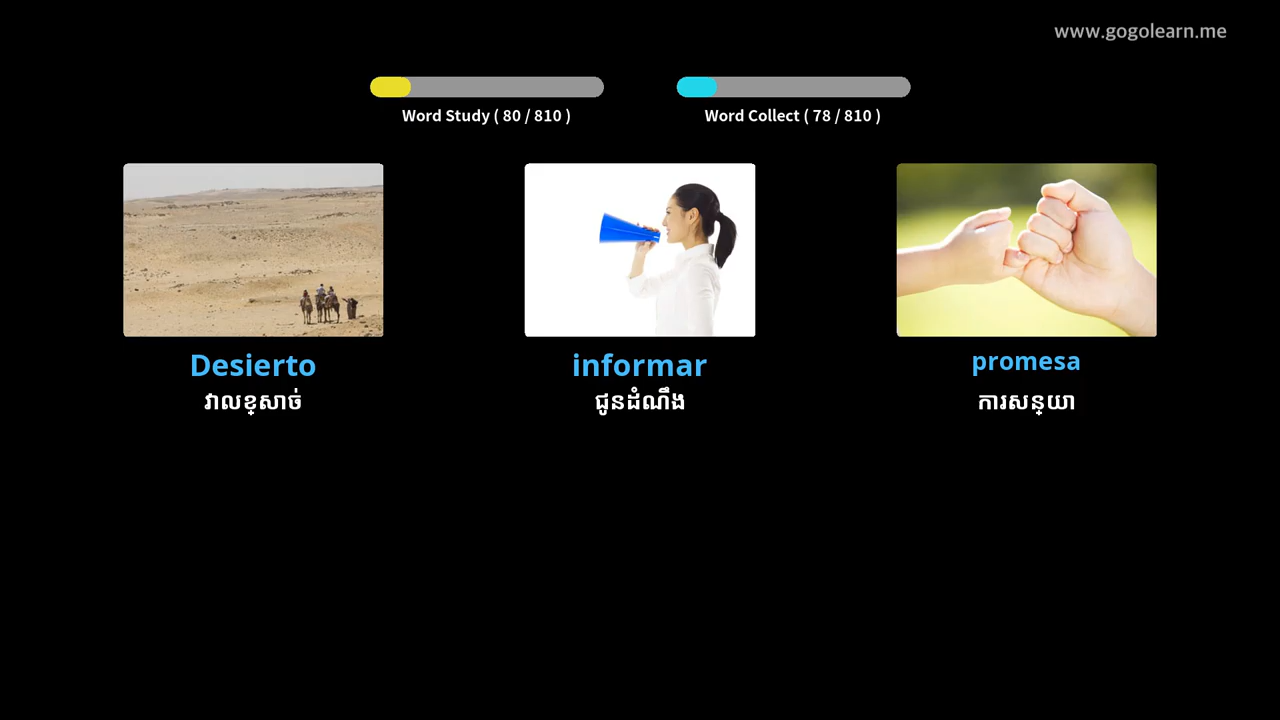 www.gogolearn.me
Word Study ( 80 / 810 )
Word Collect ( 78 / 810 )
Desierto
វាលខ្សាច់
informar
ជូនដំណឹង
promesa
ការសន្យា